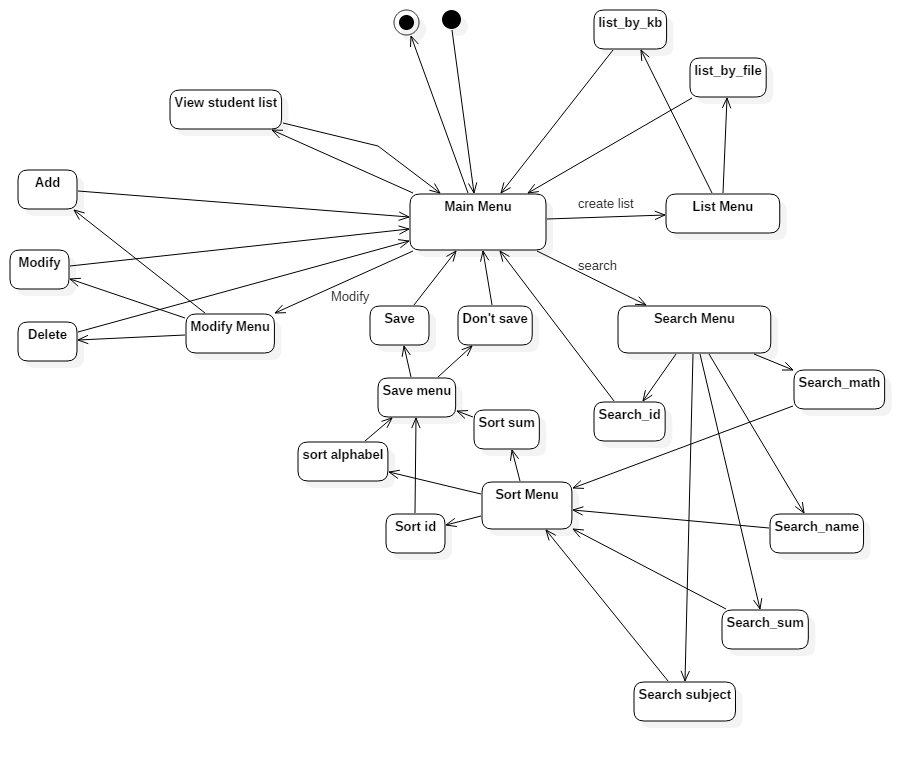 list_by_kb
list_by_file
View student list
Add
Main Menu
create list
List Menu
Modify
search
Modify
Delete
Modify Menu
Save
Don't save
Search Menu
Save menu
Search_math
Search_id
Sort sum
sort alphabel
Sort Menu
Sort id
Search_name
Search_sum
Search subject